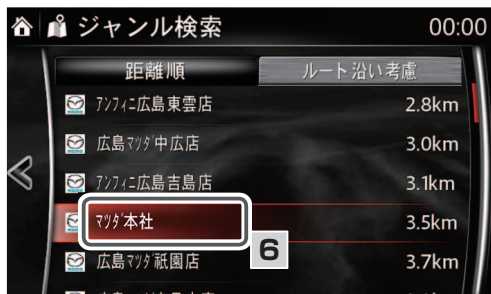 ジャンル検索 00:00
距離順 ルート沿い考慮
ｱﾝﾌｨﾆ広島東雲店 2.8km
広島ﾏﾂﾀﾞ中広店 3.0km
ｱﾝﾌｨﾆ広島吉島店 3.1km
ﾏﾂﾀﾞ本社 3.5km
6
広島ﾏﾂﾀﾞ祇園店 3.7km